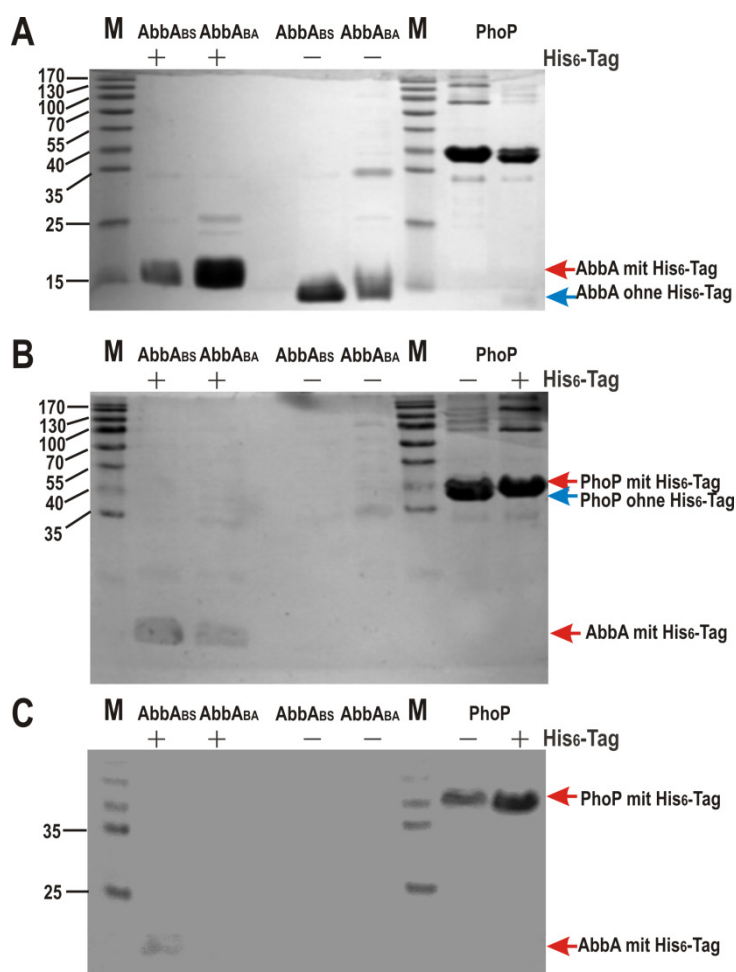 A
M AbbABS AbbABA AbbABS AbbABA M PhoP
+ + − − His6-Tag
170
130
100
70
55
40
35
25
15
AbbA mit His6-Tag
AbbA ohne His6-Tag
B
M AbbABS AbbABA AbbABS AbbABA M PhoP
+ + − − − + His6-Tag
170
130
100
70
55
40
35
PhoP mit His6-Tag
PhoP ohne His6-Tag
AbbA mit His6-Tag
C
M AbbABS AbbABA AbbABS AbbABA M PhoP
+ + − − − + His6-Tag
35
25
PhoP mit His6-Tag
AbbA mit His6-Tag